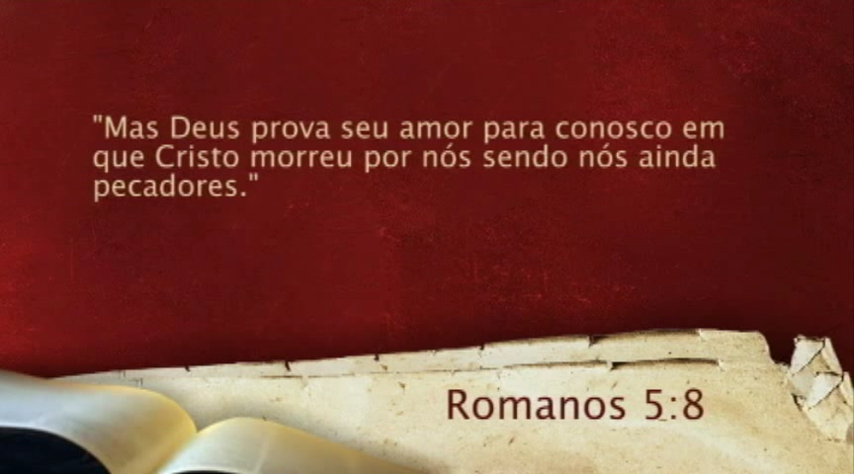 "Mas Deus prova seu amor para conosco em
que Cristo morreu por nós sendo nós ainda
pecadores."
Romanos 5:8